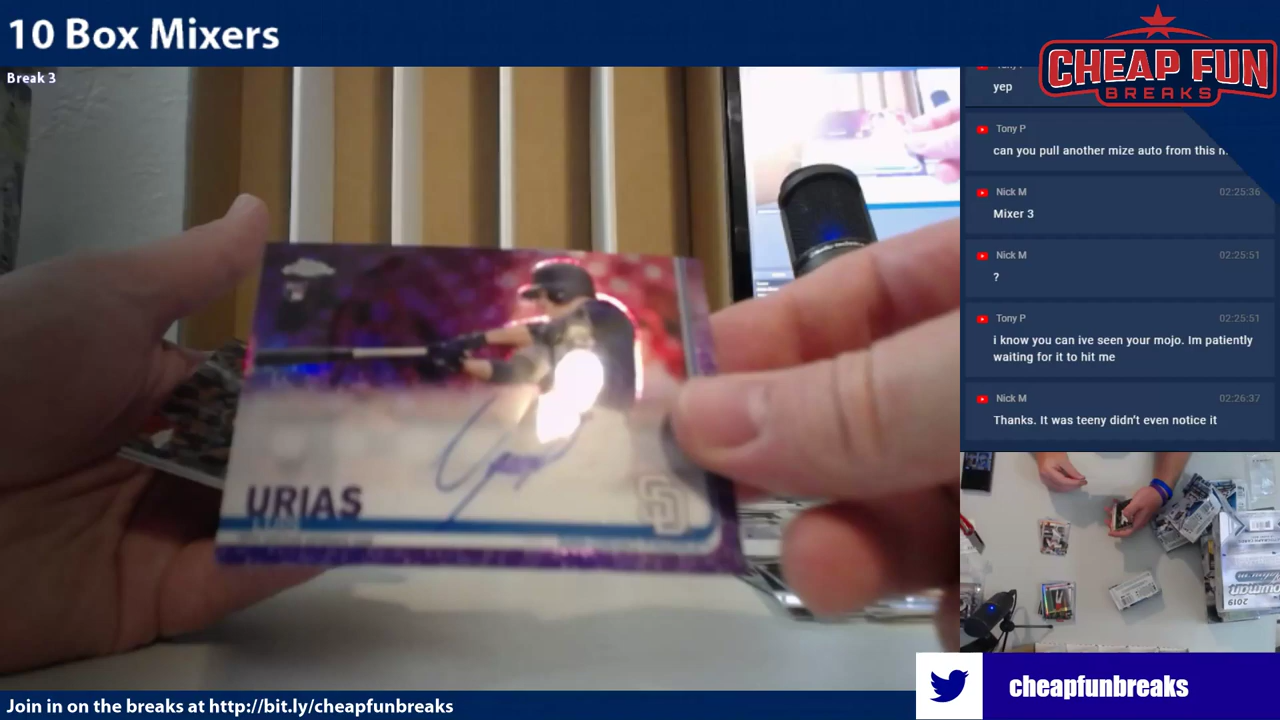 10 Box Mixers
Break 3
CHEAP FUN
BREAKS
yep
Tony P
can you pull another mize auto from this
Nick M 02:25:36
Mixer 3
Nick M 02:25:51
?
Tony P 02:25:51
i know you can ive seen your mojo. Im patiently
waiting for it to hit me
Nick M 02:26:37
Thanks. It was teeny didn't even notice it
URIAS
SD
2019
BOWMAN
cheapfunbreaks
Join in on the breaks at http://bit.ly/cheapfunbreaks